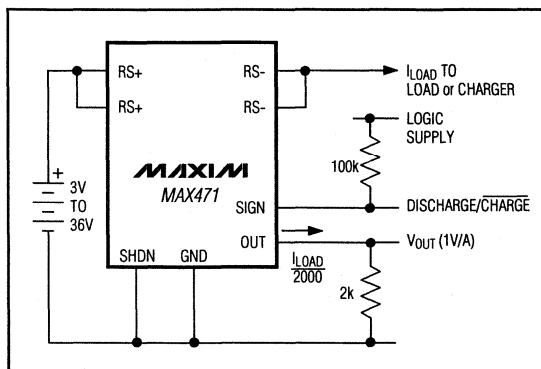 RS+
RS-
I_LOAD TO
LOAD or CHARGER
RS+
RS-
LOGIC
SUPPLY
100k
+
3V
TO
36V
MAXIM
MAX471
SIGN
DISCHARGE/CHARGE
OUT
V_OUT (1V/A)
SHDN
GND
I_LOAD
2000
2k